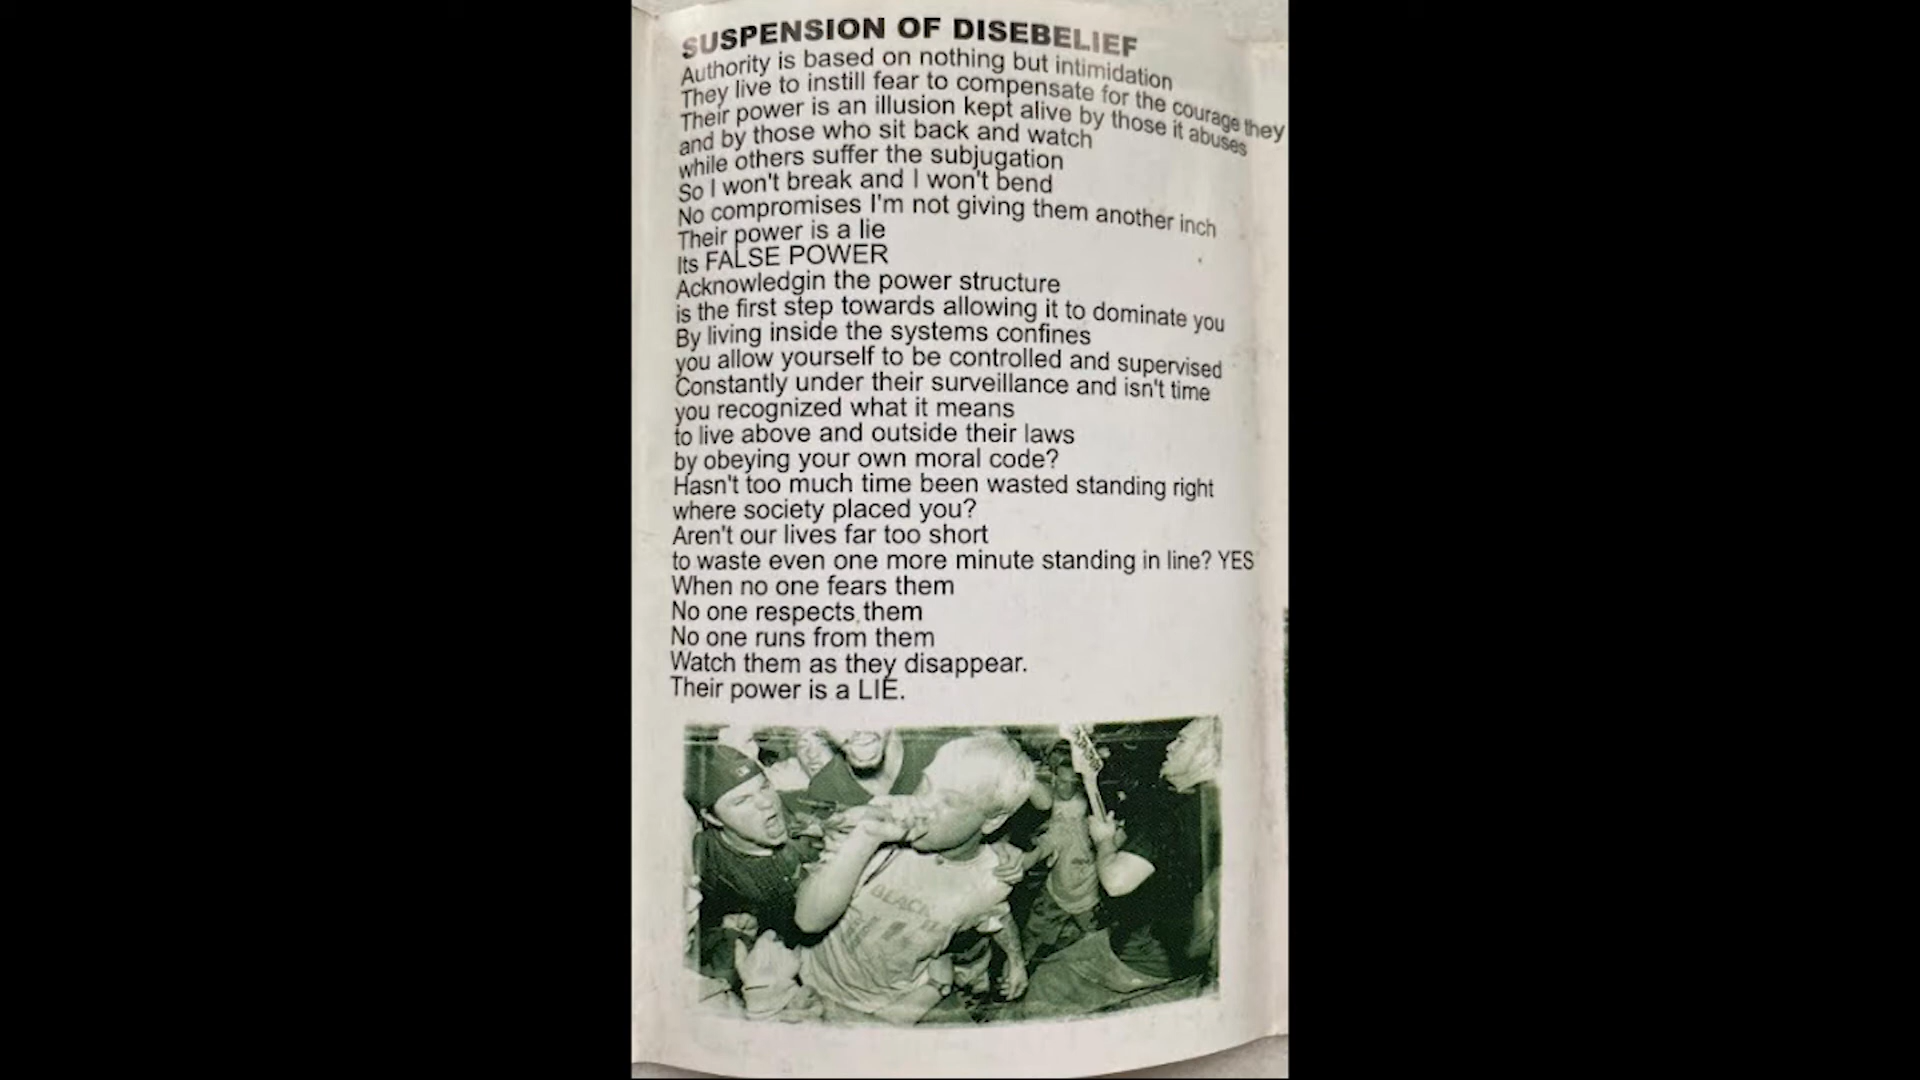 SUSPENSION OF DISEBELIEF
Authority is based on nothing but intimidation
They live to instill fear to compensate for the courage they
Their power is an illusion kept alive by those it abuses
and by those who sit back and watch
while others suffer the subjugation
So I won't break and I won't bend
No compromises I'm not giving them another inch
Their power is a lie
Its FALSE POWER
Acknowledgin the power structure
is the first step towards allowing it to dominate you
By living inside the systems confines
you allow yourself to be controlled and supervised
Constantly under their surveillance and isn't time
you recognized what it means
to live above and outside their laws
by obeying your own moral code?
Hasn't too much time been wasted standing right
where society placed you?
Aren't our lives far too short
to waste even one more minute standing in line? YES
When no one fears them
No one respects them
No one runs from them
Watch them as they disappear.
Their power is a LIE.
BLACK